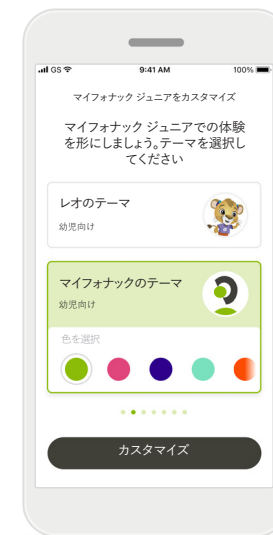 GS 9:41 AM 100%
マイフォナック ジュニアをカスタマイズ
マイフォナック ジュニアでの体験
を形にしましょう。テーマを選択し
てください
レオのテーマ
幼児向け
マイフォナックのテーマ
幼児向け
色を選択
カスタマイズ